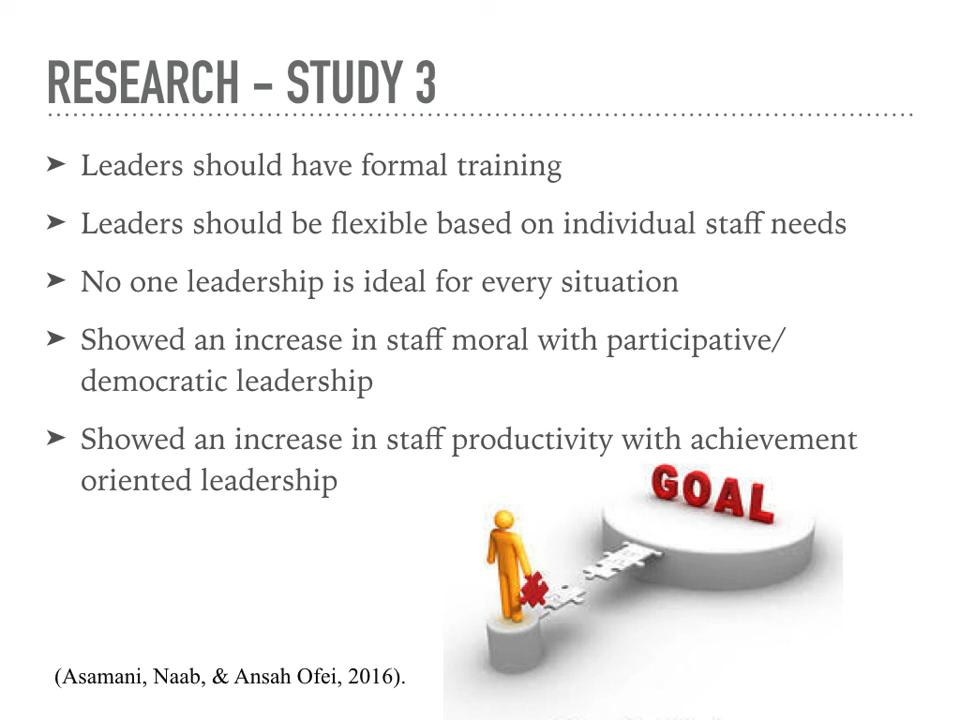 RESEARCH – STUDY 3
➤ Leaders should have formal training
➤ Leaders should be flexible based on individual staff needs
➤ No one leadership is ideal for every situation
➤ Showed an increase in staff moral with participative/
democratic leadership
➤ Showed an increase in staff productivity with achievement
oriented leadership
GOAL
(Asamani, Naab, & Ansah Ofei, 2016).